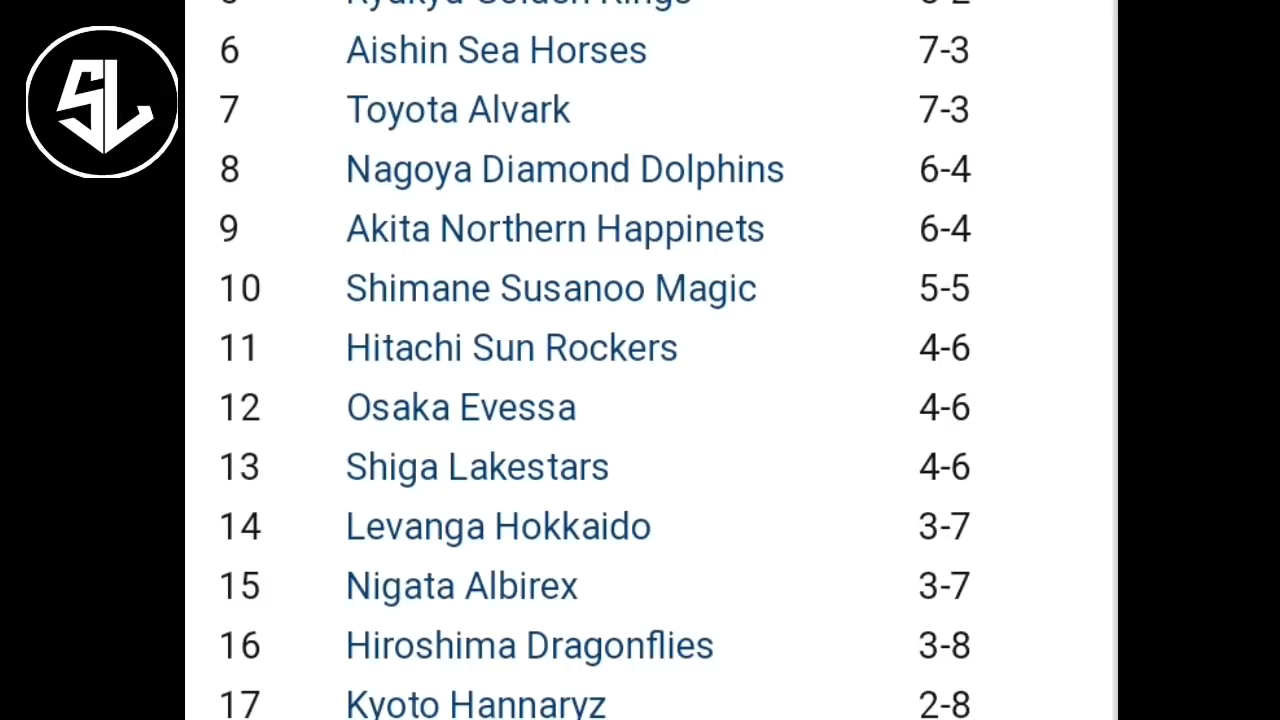 SL
6 Aishin Sea Horses 7-3
7 Toyota Alvark 7-3
8 Nagoya Diamond Dolphins 6-4
9 Akita Northern Happinets 6-4
10 Shimane Susanoo Magic 5-5
11 Hitachi Sun Rockers 4-6
12 Osaka Evessa 4-6
13 Shiga Lakestars 4-6
14 Levanga Hokkaido 3-7
15 Nigata Albirex 3-7
16 Hiroshima Dragonflies 3-8
17 Kyoto Hannaryz 2-8